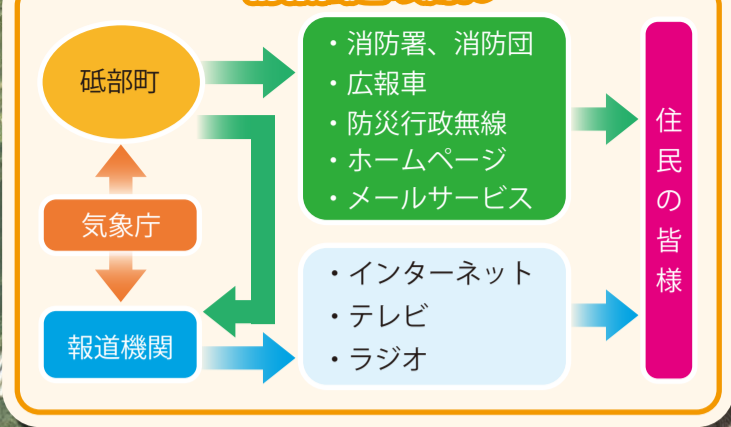 砥部町
・消防署、消防団
・広報車
・防災行政無線
・ホームページ
・メールサービス
気象庁
報道機関
・インターネット
・テレビ
・ラジオ
住民の皆様